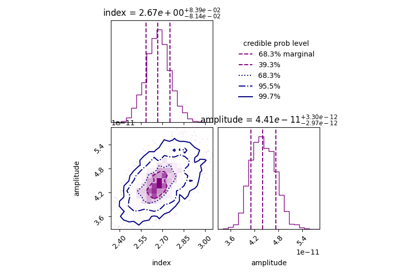 index = 2.67e+00^{+8.39e-02}_{-8.14e-02}
credible prob level
68.3% marginal
39.3%
68.3%
95.5%
99.7%
1e-11
amplitude = 4.41e-11^{+3.30e-12}_{-2.97e-12}
amplitude
5.4
4.8
4.2
3.6
2.40 2.55 2.70 2.85 3.00
index
3.6 4.2 4.8 5.4
1e-11
amplitude